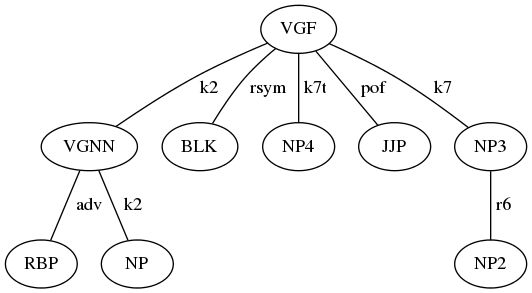 VGF
k2 rsym k7t pof k7
VGNN BLK NP4 JJP NP3
adv k2 r6
RBP NP NP2